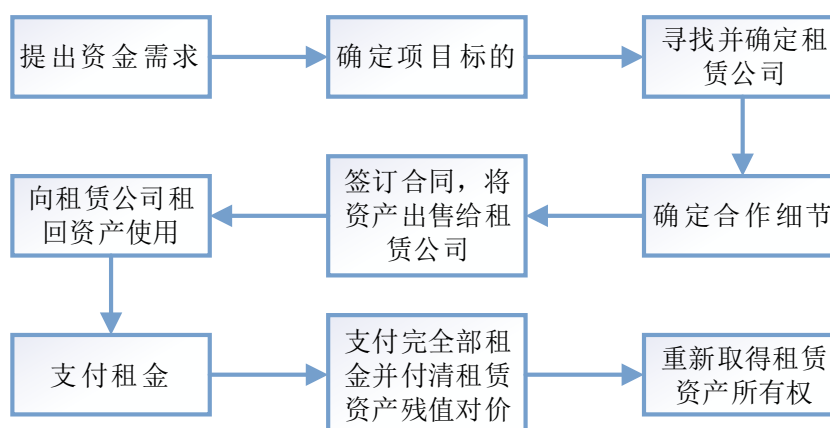 提出资金需求
确定项目标的
寻找并确定租
赁公司
确定合作细节
签订合同，将
资产出售给租
赁公司
向租赁公司租
回资产使用
支付租金
支付完全部租
金并付清租赁
资产残值对价
重新取得租赁
资产所有权